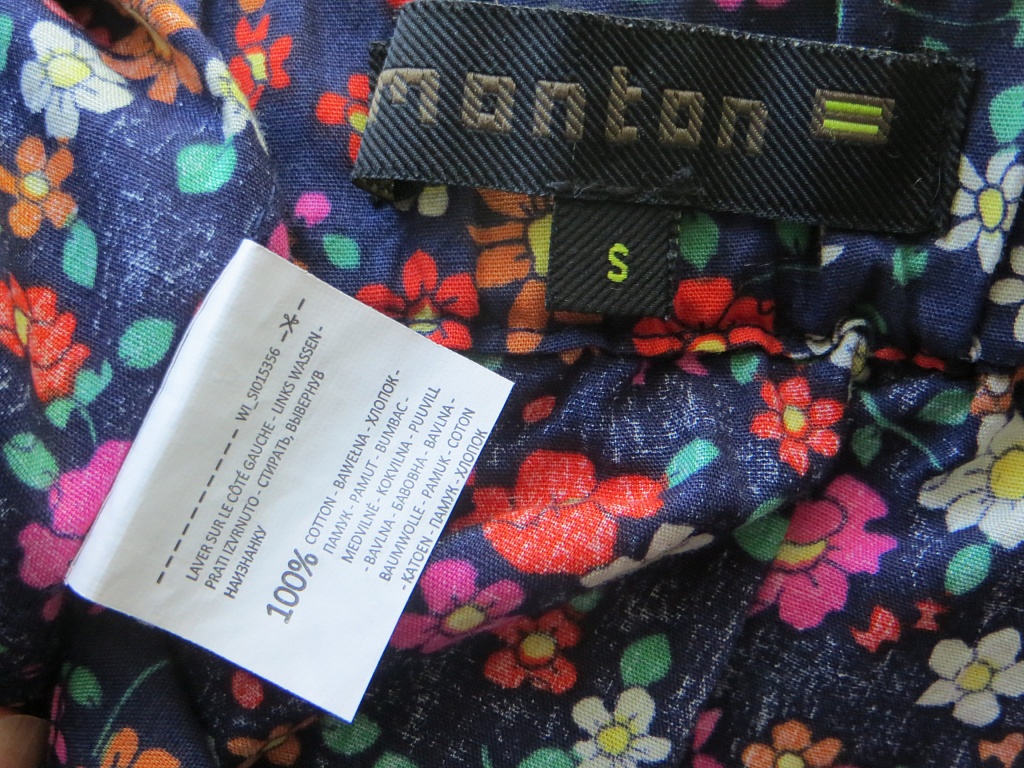 monton
S
WI_SI015356
LAVER SUR LE CÔTÉ GAUCHE - LINKS WASSEN-
PRATI IZVRNUTO - СТИРАТЬ, ВЫВЕРНУВ
НАИЗНАНКУ
100% COTTON - BAWEŁNA - ХЛОПОК -
ПАМУК - PAMUT - BUMBAC -
MEDVILNĖ - KOKVILNA - PUUVILL
- BAVLNA - БАВОВНА - BAVLNA -
BAUMWOLLE - PAMUK - COTON
- KATOEN - ПАМУК - ХЛОПОК